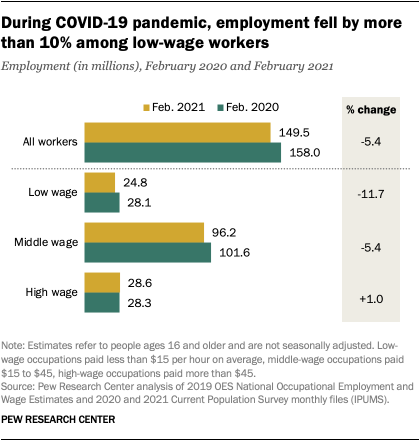 During COVID-19 pandemic, employment fell by more
than 10% among low-wage workers
Employment (in millions), February 2020 and February 2021
Feb. 2021 Feb. 2020 % change
All workers 149.5 -5.4
158.0
Low wage 24.8 -11.7
28.1
Middle wage 96.2 -5.4
101.6
High wage 28.6 +1.0
28.3
Note: Estimates refer to people ages 16 and older and are not seasonally adjusted. Low-
wage occupations paid less than $15 per hour on average, middle-wage occupations paid
$15 to $45, high-wage occupations paid more than $45.
Source: Pew Research Center analysis of 2019 OES National Occupational Employment and
Wage Estimates and 2020 and 2021 Current Population Survey monthly files (IPUMS).
PEW RESEARCH CENTER